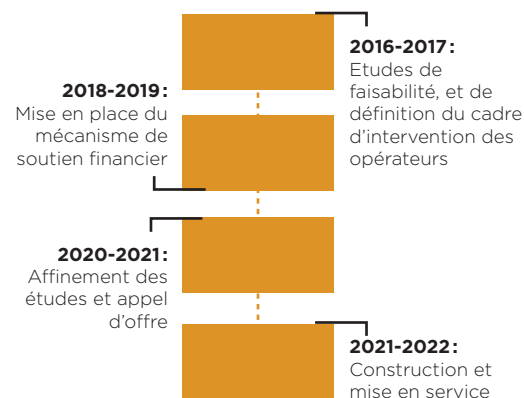 2016-2017:
Etudes de
faisabilité, et de
définition du cadre
d'intervention des
opérateurs
2018-2019:
Mise en place du
mécanisme de
soutien financier
2020-2021:
Affinement des
études et appel
d'offre
2021-2022:
Construction et
mise en service